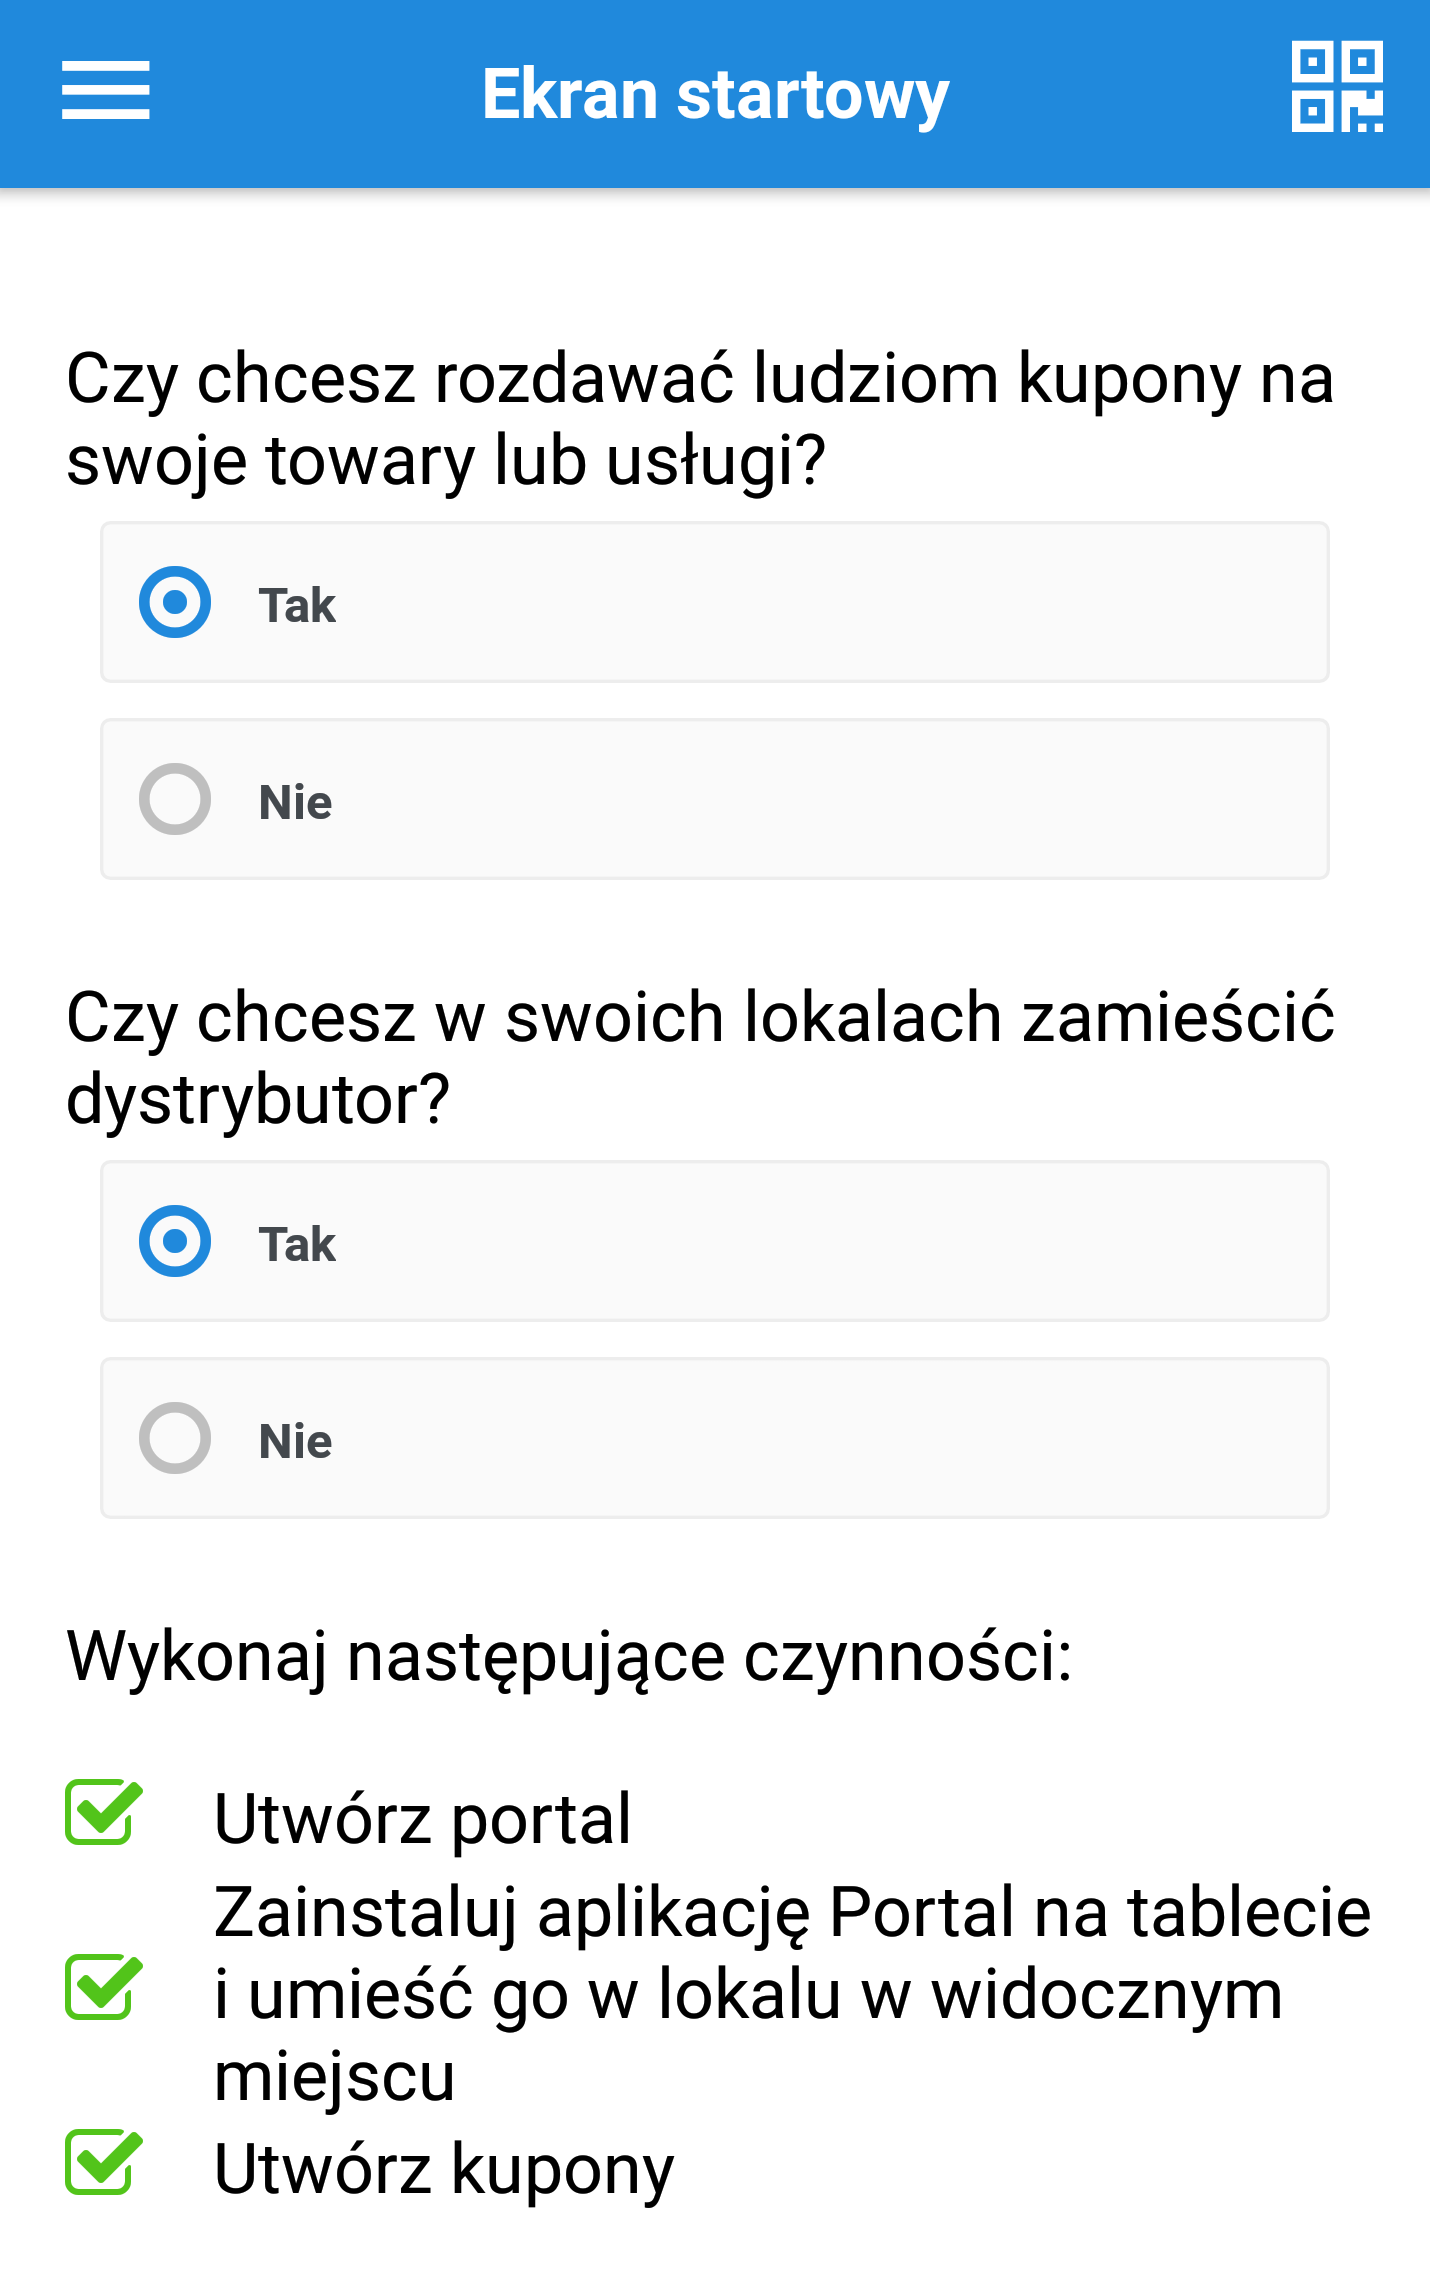 Ekran startowy
Czy chcesz rozdawać ludziom kupony na
swoje towary lub usługi?
Tak
Nie
Czy chcesz w swoich lokalach zamieścić
dystrybutor?
Tak
Nie
Wykonaj następujące czynności:
Utwórz portal
Zainstaluj aplikację Portal na tablecie
i umieść go w lokalu w widocznym
miejscu
Utwórz kupony